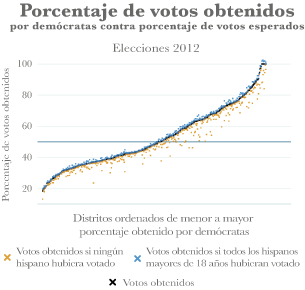 Porcentaje de votos obtenidos
por demócratas contra porcentaje de votos esperados
Elecciones 2012
Porcentaje de votos obtenidos
100
80
60
40
20
Distritos ordenados de menor a mayor
porcentaje obtenido por demócratas
Votos obtenidos si ningún
hispano hubiera votado
Votos obtenidos si todos los hispanos
mayores de 18 años hubieran votado
Votos obtenidos